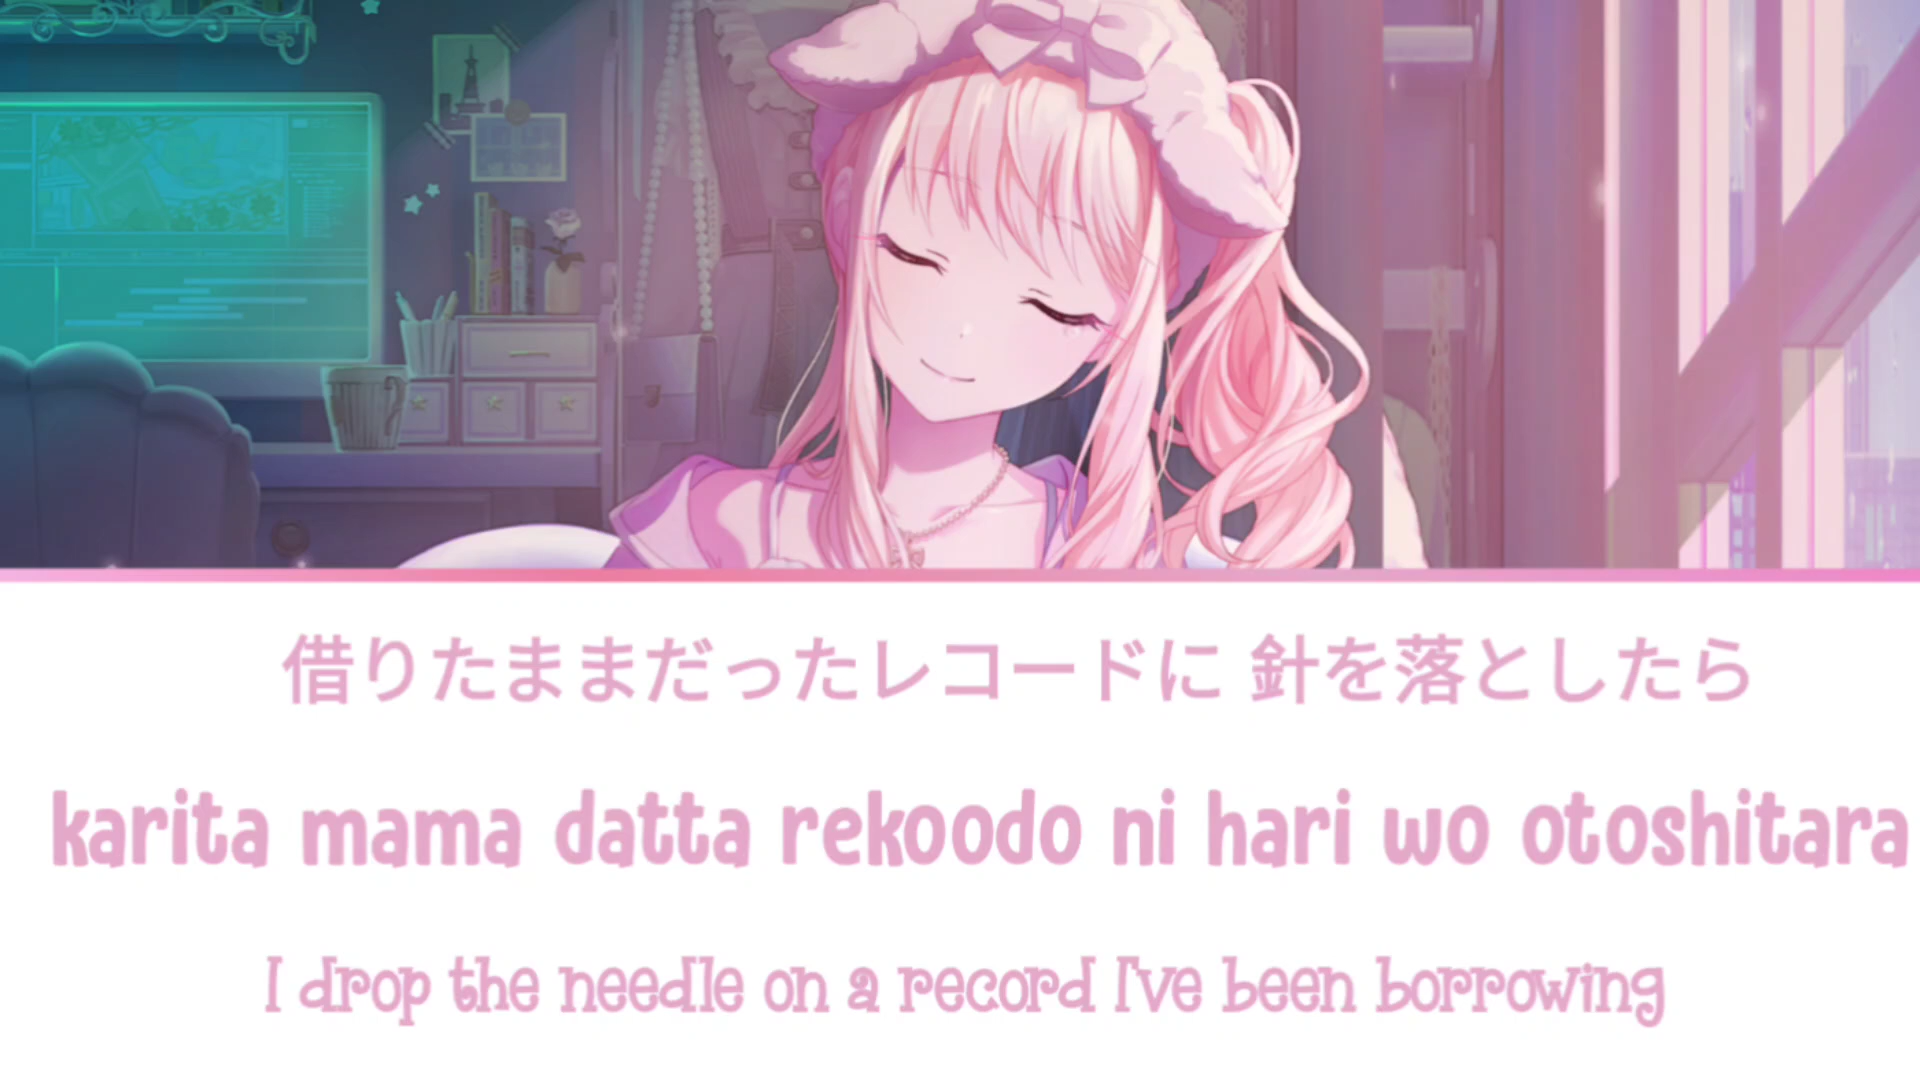 借りたままだったレコードに 針を落としたら
karita mama datta rekoodo ni hari wo otoshitara
I drop the needle on a record I've been borrowing